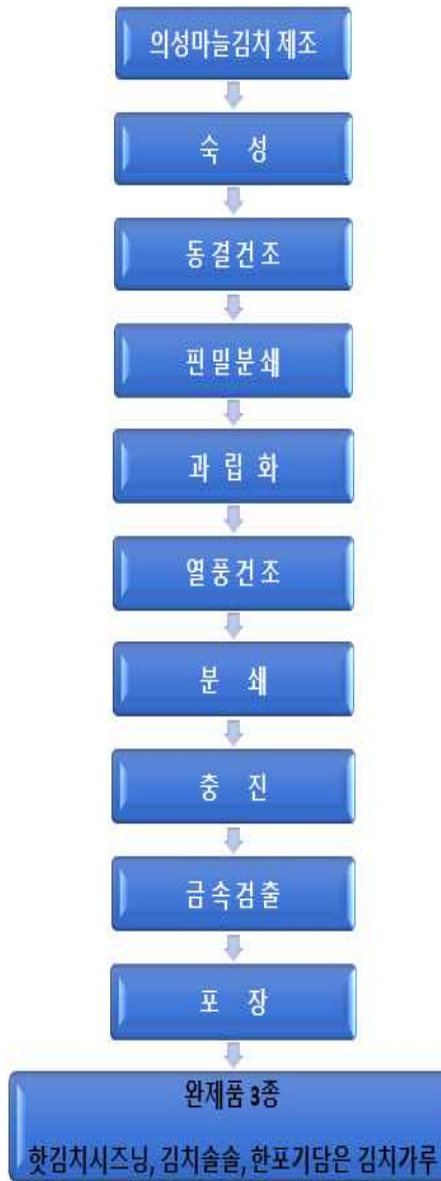 의성마늘김치 제조
숙 성
동결건조
핀밀분쇄
과 립 화
열풍건조
분 쇄
충 진
금속검출
포 장
완제품 3종
핫김치시즈닝, 김치솔솔, 한포기담은 김치가루